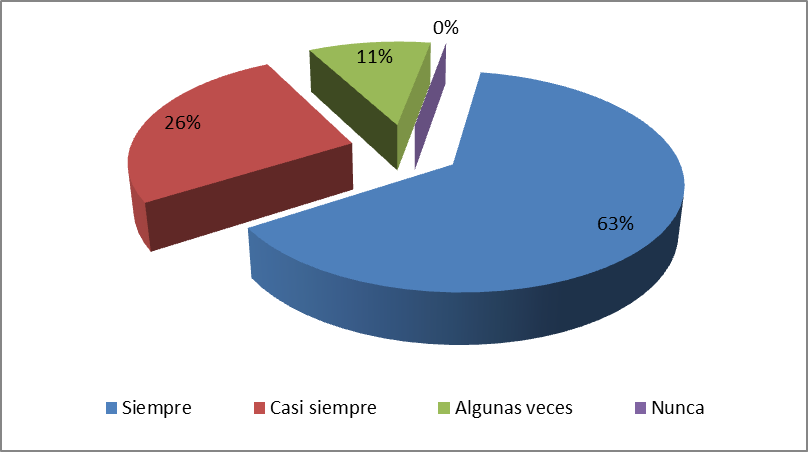 0%
11%
26%
63%
Siempre Casi siempre Algunas veces Nunca